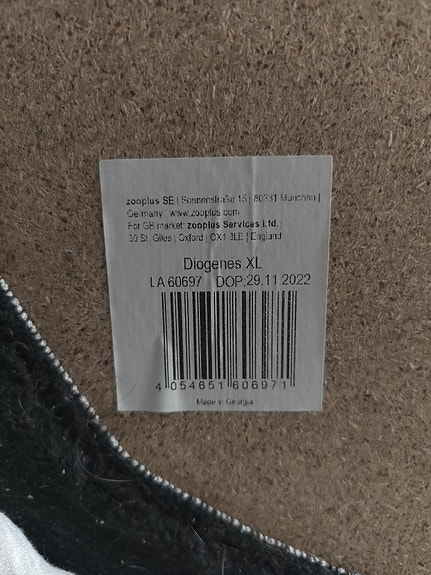 zooplus SE | Sonnenstraße 15 | 80331 München |
Germany | www.zooplus.com
For GB market: zooplus Services Ltd. |
30 St. Giles | Oxford | OX1 3LE | England
Diogenes XL
LA 60697 DOP:29.11.2022
4 054651 606971
Made in Georgia